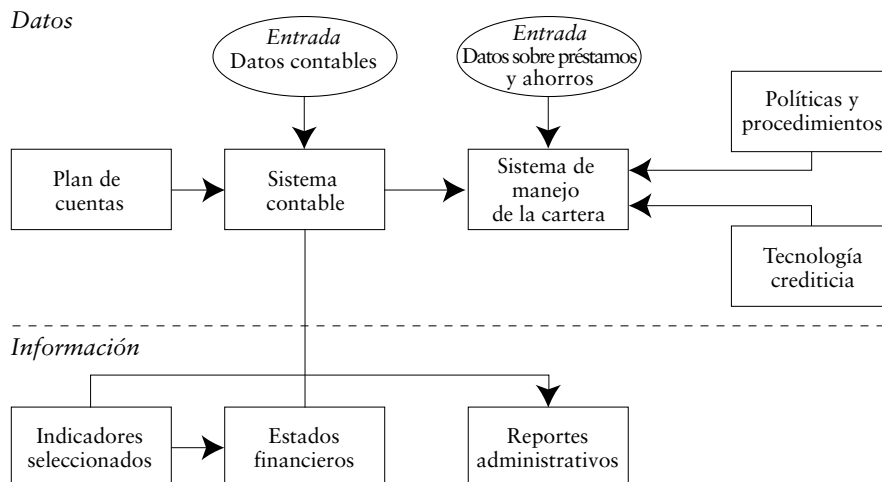 Datos
Entrada
Datos contables
Entrada
Datos sobre préstamos
y ahorros
Políticas y
procedimientos
Plan de
cuentas
Sistema
contable
Sistema de
manejo
de la cartera
Tecnología
crediticia
Información
Indicadores
seleccionados
Estados
financieros
Reportes
administrativos